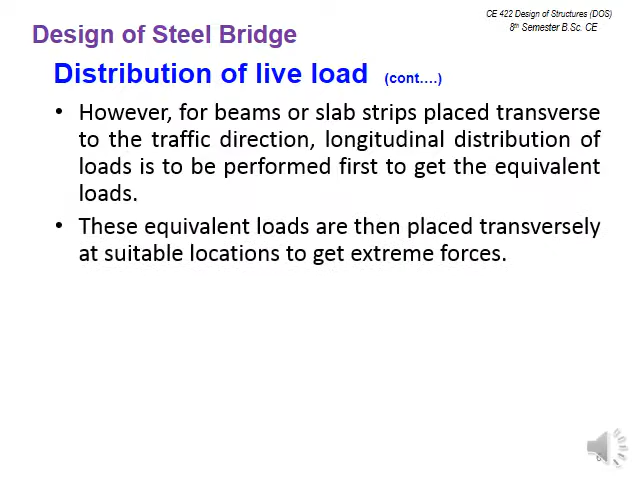 CE 422 Design of Structures (DOS)
8th Semester B.Sc. CE
Design of Steel Bridge
Distribution of live load (cont....)
• However, for beams or slab strips placed transverse
to the traffic direction, longitudinal distribution of
loads is to be performed first to get the equivalent
loads.
• These equivalent loads are then placed transversely
at suitable locations to get extreme forces.